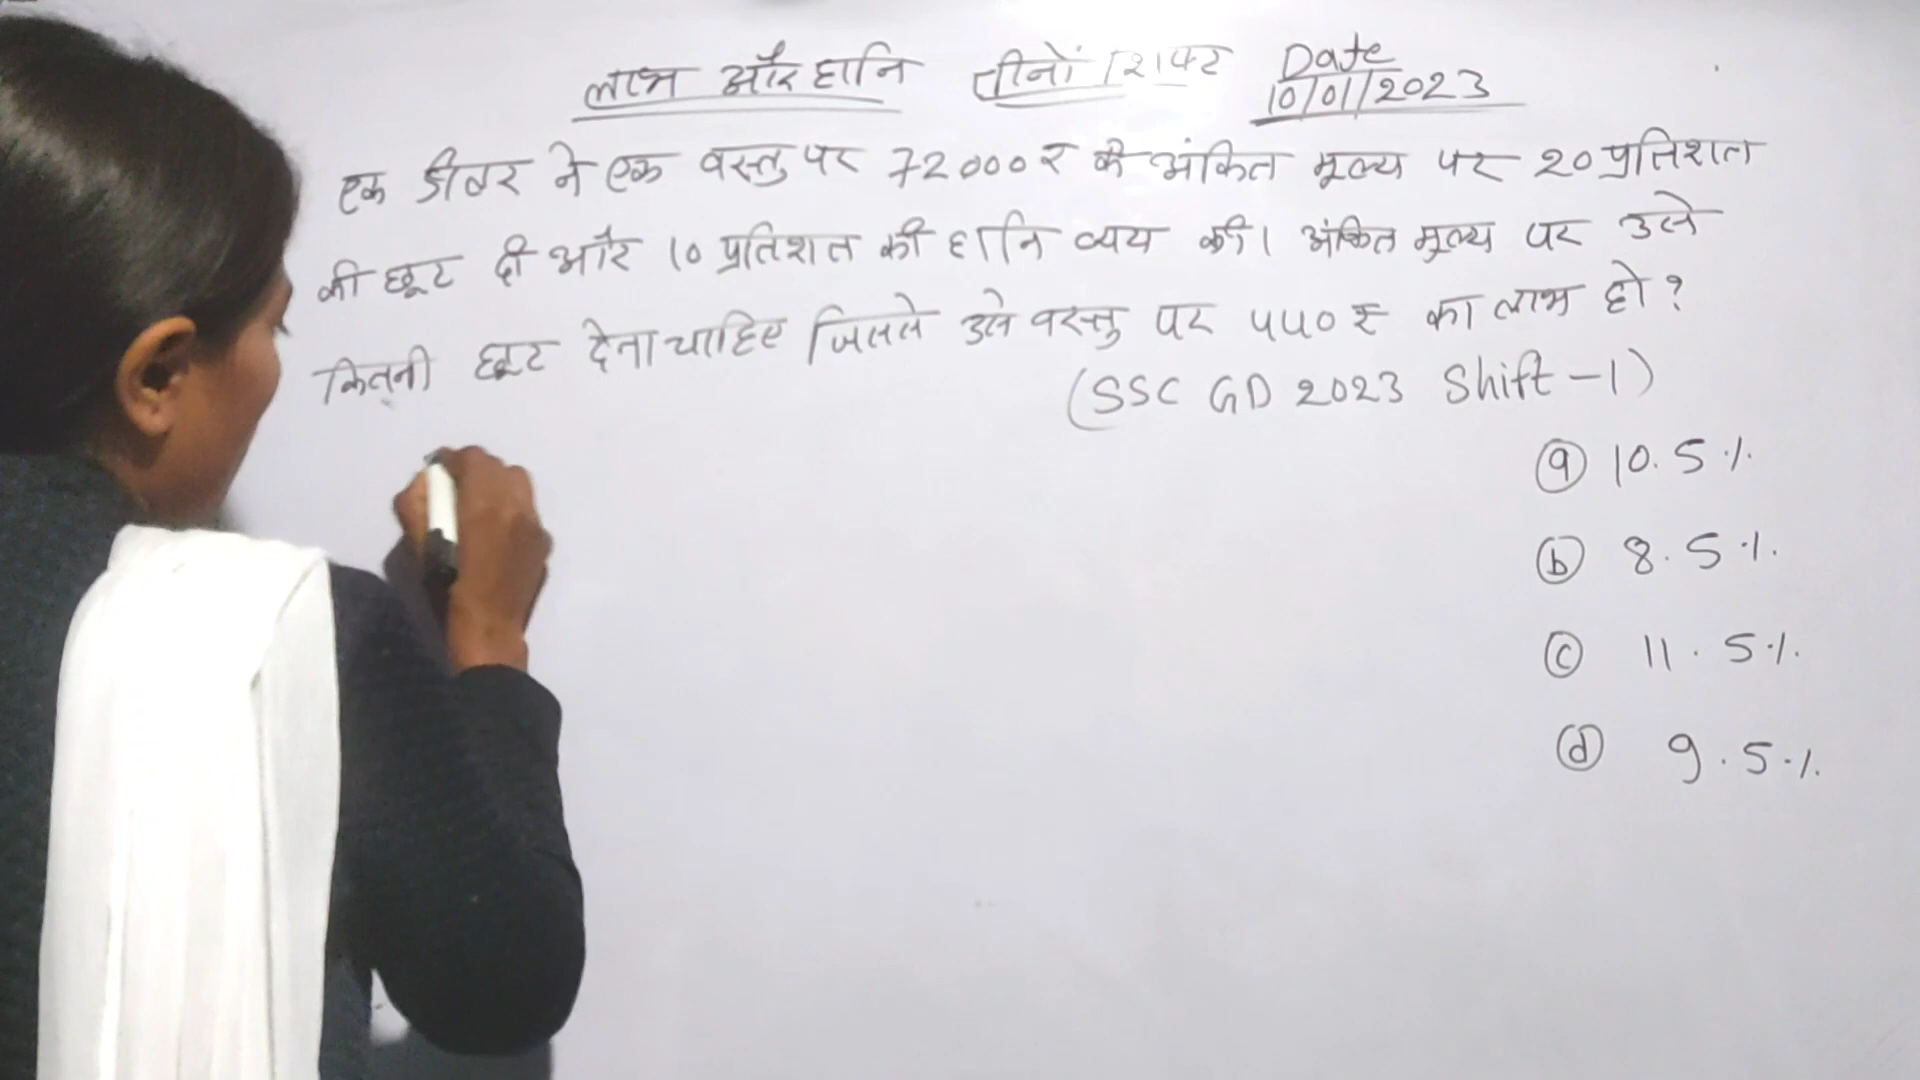 लाभ और हानि तीनों शिफ्ट Date 10/01/2023
एक डीलर ने एक वस्तु पर 72000₹ के अंकित मूल्य पर 20 प्रतिशत
की छूट दी और 10 प्रतिशत की हानि व्यय की। अंकित मूल्य पर उसे
कितनी छूट देना चाहिए जिससे उसे वस्तु पर ५५० ₹ का लाभ हो?
(SSC GD 2023 Shift-1)
(a) 10.5%
(b) 8.5%
(c) 11.5%
(d) 9.5%